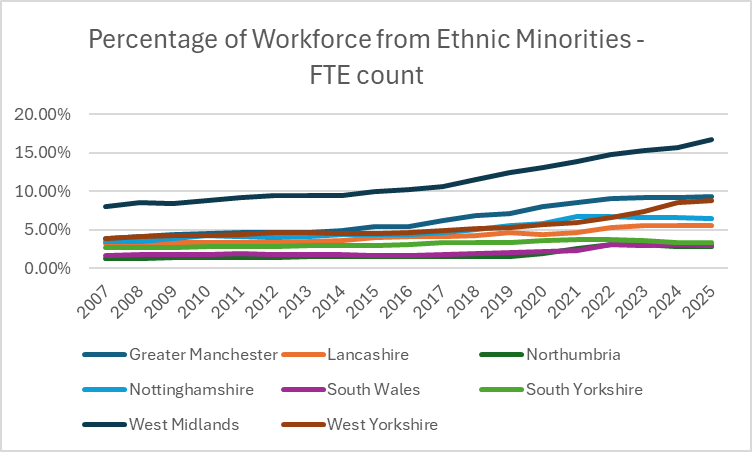 Percentage of Workforce from Ethnic Minorities -
FTE count
20.00%
15.00%
10.00%
5.00%
0.00%
2007 2008 2009 2010 2011 2012 2013 2014 2015 2016 2017 2018 2019 2020 2021 2022 2023 2024 2025
Greater Manchester Lancashire Northumbria
Nottinghamshire South Wales South Yorkshire
West Midlands West Yorkshire